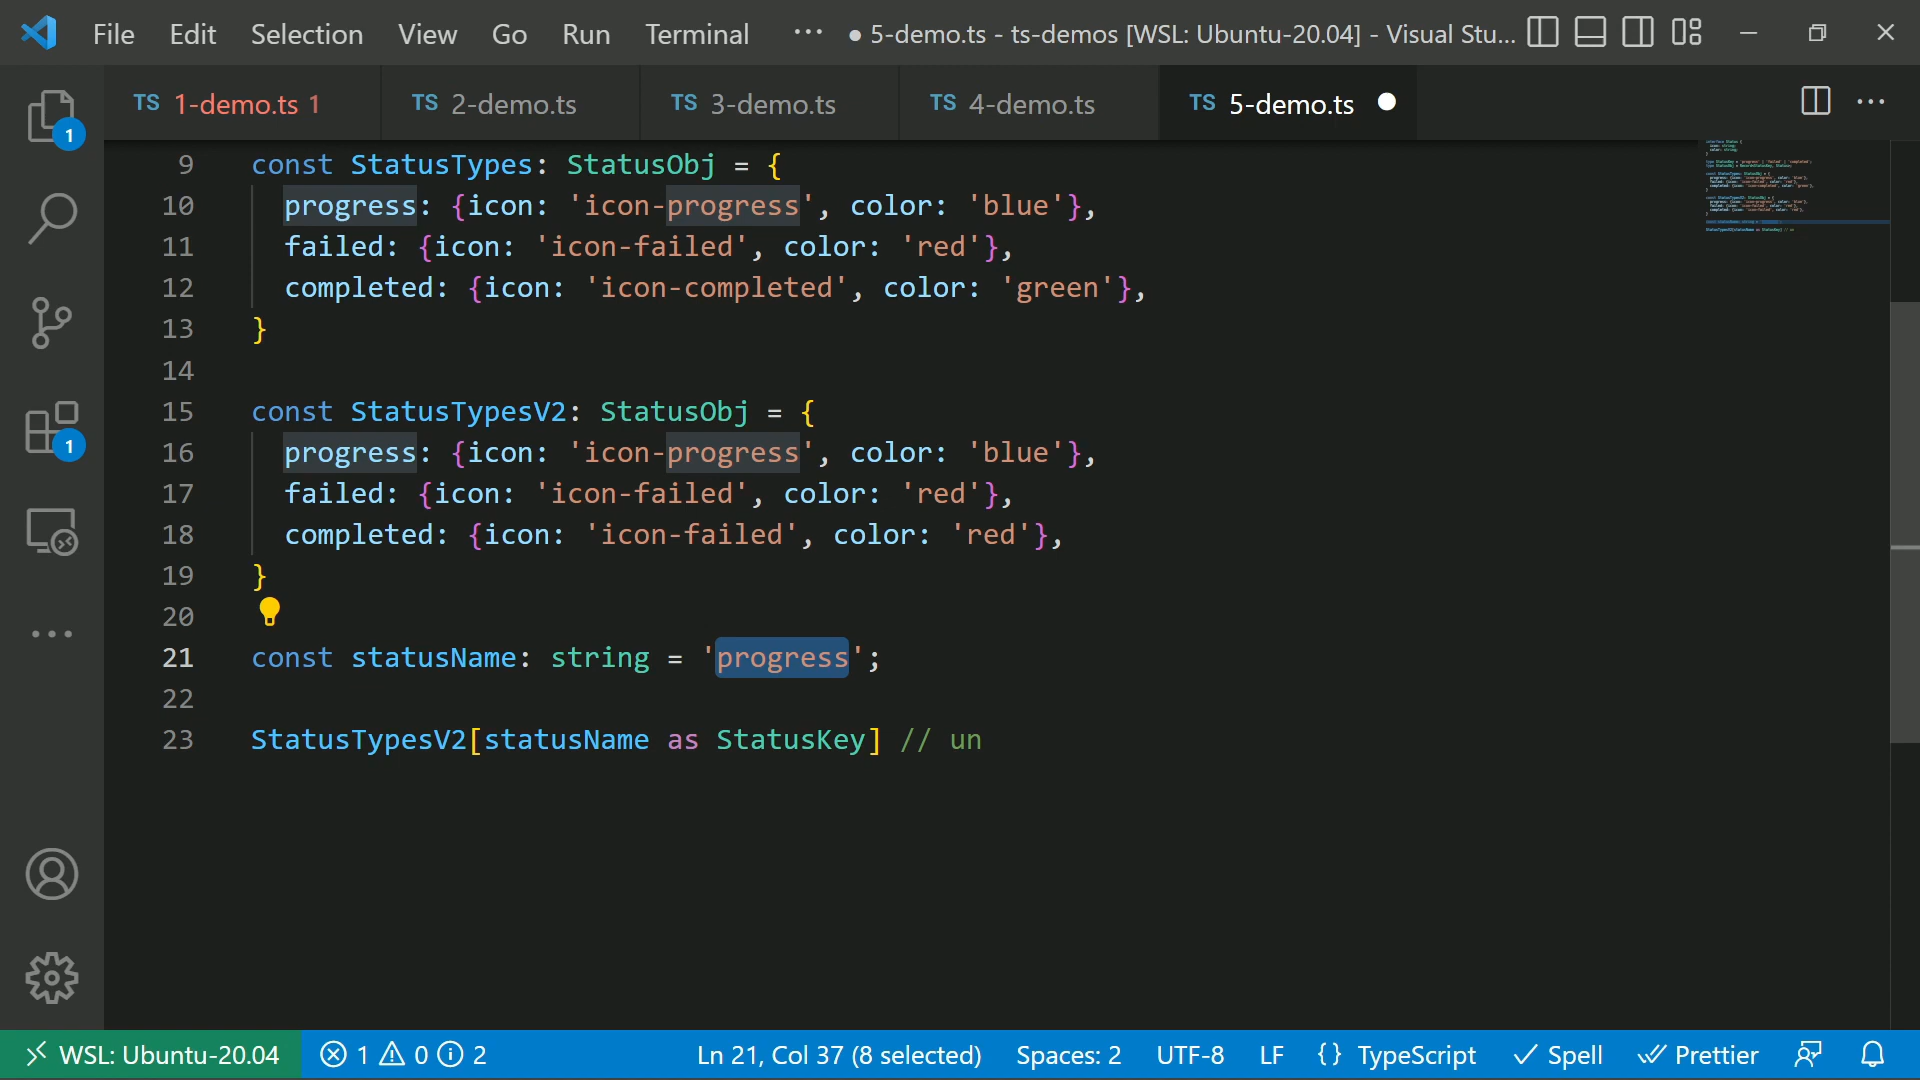 File Edit Selection View Go Run Terminal ··· ● 5-demo.ts - ts-demos [WSL: Ubuntu-20.04] - Visual Stu...
TS 1-demo.ts 1 TS 2-demo.ts TS 3-demo.ts TS 4-demo.ts TS 5-demo.ts ●
1
1
9 const StatusTypes: StatusObj = {
10 progress: {icon: 'icon-progress', color: 'blue'},
11 failed: {icon: 'icon-failed', color: 'red'},
12 completed: {icon: 'icon-completed', color: 'green'},
13 }
14
15 const StatusTypesV2: StatusObj = {
16 progress: {icon: 'icon-progress', color: 'blue'},
17 failed: {icon: 'icon-failed', color: 'red'},
18 completed: {icon: 'icon-failed', color: 'red'},
19 }
20
21 const statusName: string = 'progress';
22
23 StatusTypesV2[statusName as StatusKey] // un
WSL: Ubuntu-20.04 1 0 2 Ln 21, Col 37 (8 selected) Spaces: 2 UTF-8 LF {} TypeScript Spell Prettier